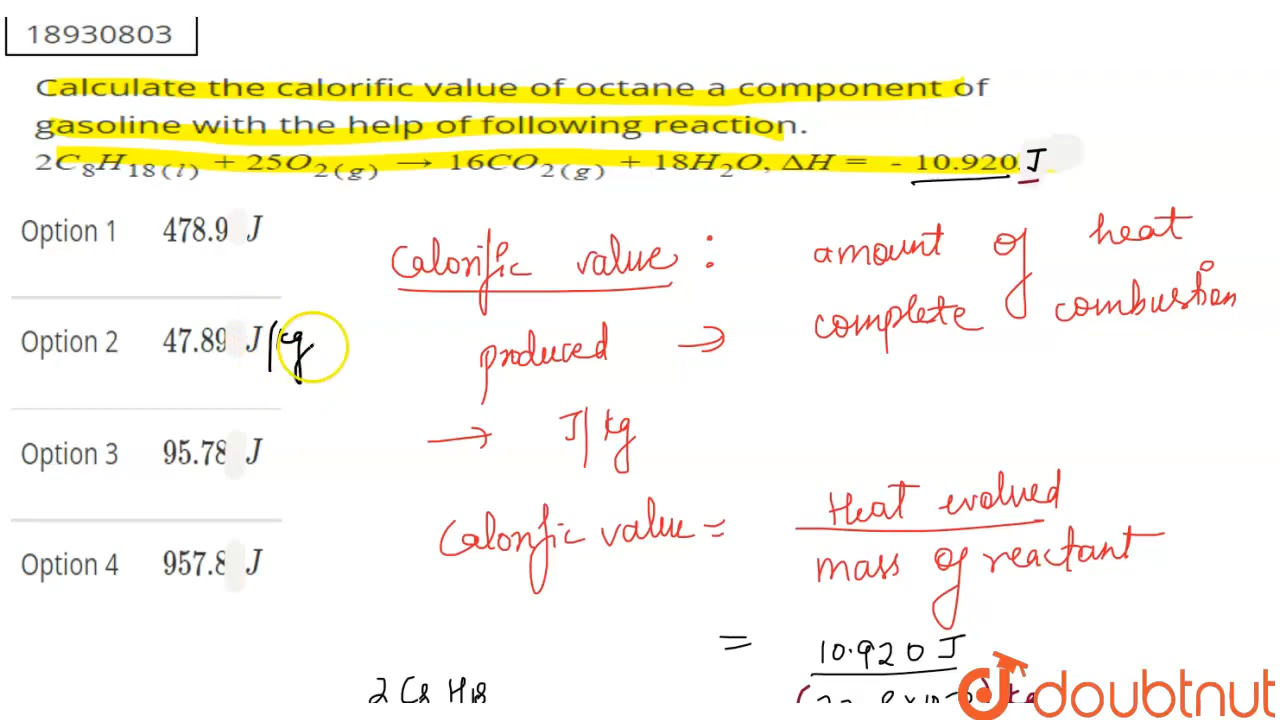 18930803
Calculate the calorific value of octane a component of
gasoline with the help of following reaction.
2C₈H₁₈₍ₗ₎ + 25O₂₍g₎ → 16CO₂₍g₎ + 18H₂O, ΔH = - 10.920 J
Option 1 478.9 J
Calorific value : amount of heat
produced → complete combustion
Option 2 47.89 J/kg
→ J/kg
Option 3 95.78 J
Calorific value = Heat evolved
mass of reactant
Option 4 957.8 J
= 10.920 J
2C8 H18
doubtnut